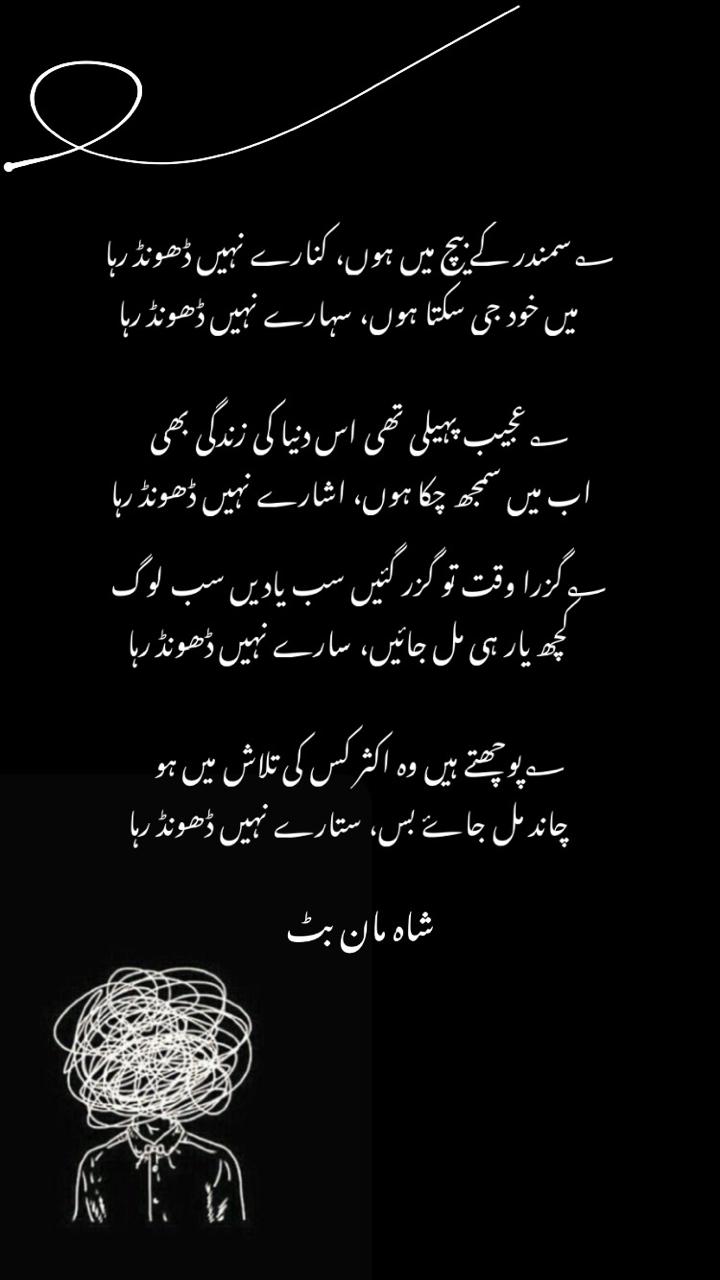 ؎ سمندر کے بیچ میں ہوں، کنارے نہیں ڈھونڈ رہا
میں خود جی سکتا ہوں، سہارے نہیں ڈھونڈ رہا
؎ عجیب پہیلی تھی اس دنیا کی زندگی بھی
اب میں سمجھ چکا ہوں، اشارے نہیں ڈھونڈ رہا
؎ گزرا وقت تو گزر گئیں سب یادیں سب لوگ
کچھ یار ہی مل جائیں، سارے نہیں ڈھونڈ رہا
؎ پوچھتے ہیں وہ اکثر کس کی تلاش میں ہو
چاند مل جائے بس، ستارے نہیں ڈھونڈ رہا
شاہ مان بٹ